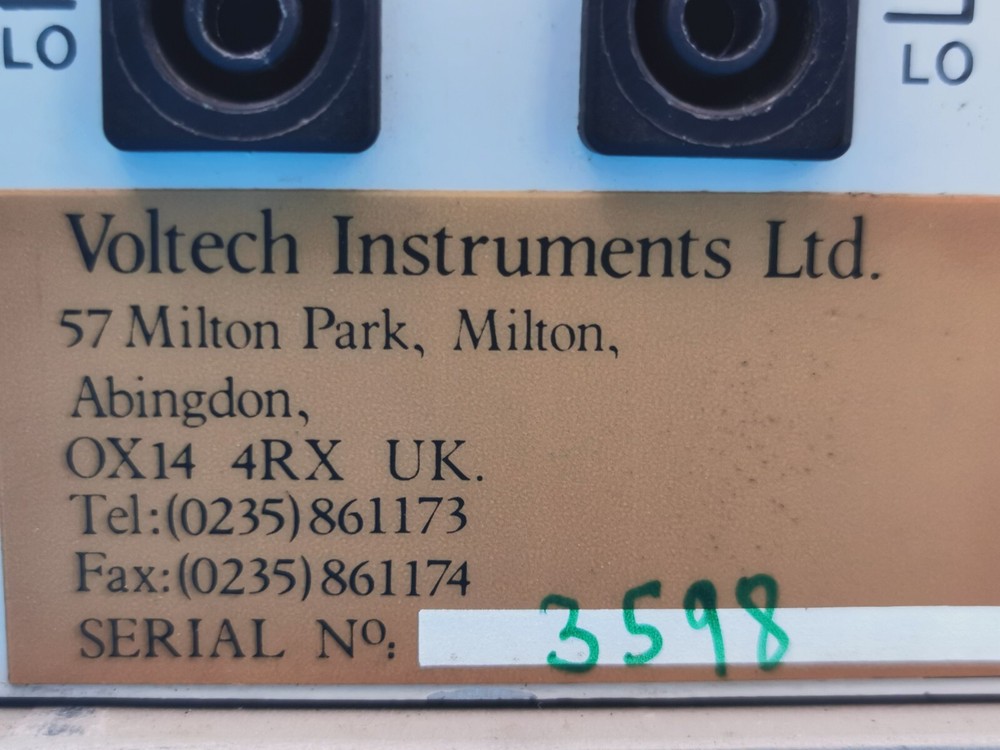 LO LO
Voltech Instruments Ltd.
57 Milton Park, Milton,
Abingdon,
OX14 4RX UK.
Tel:(0235)861173
Fax:(0235)861174
SERIAL Nº: 3598